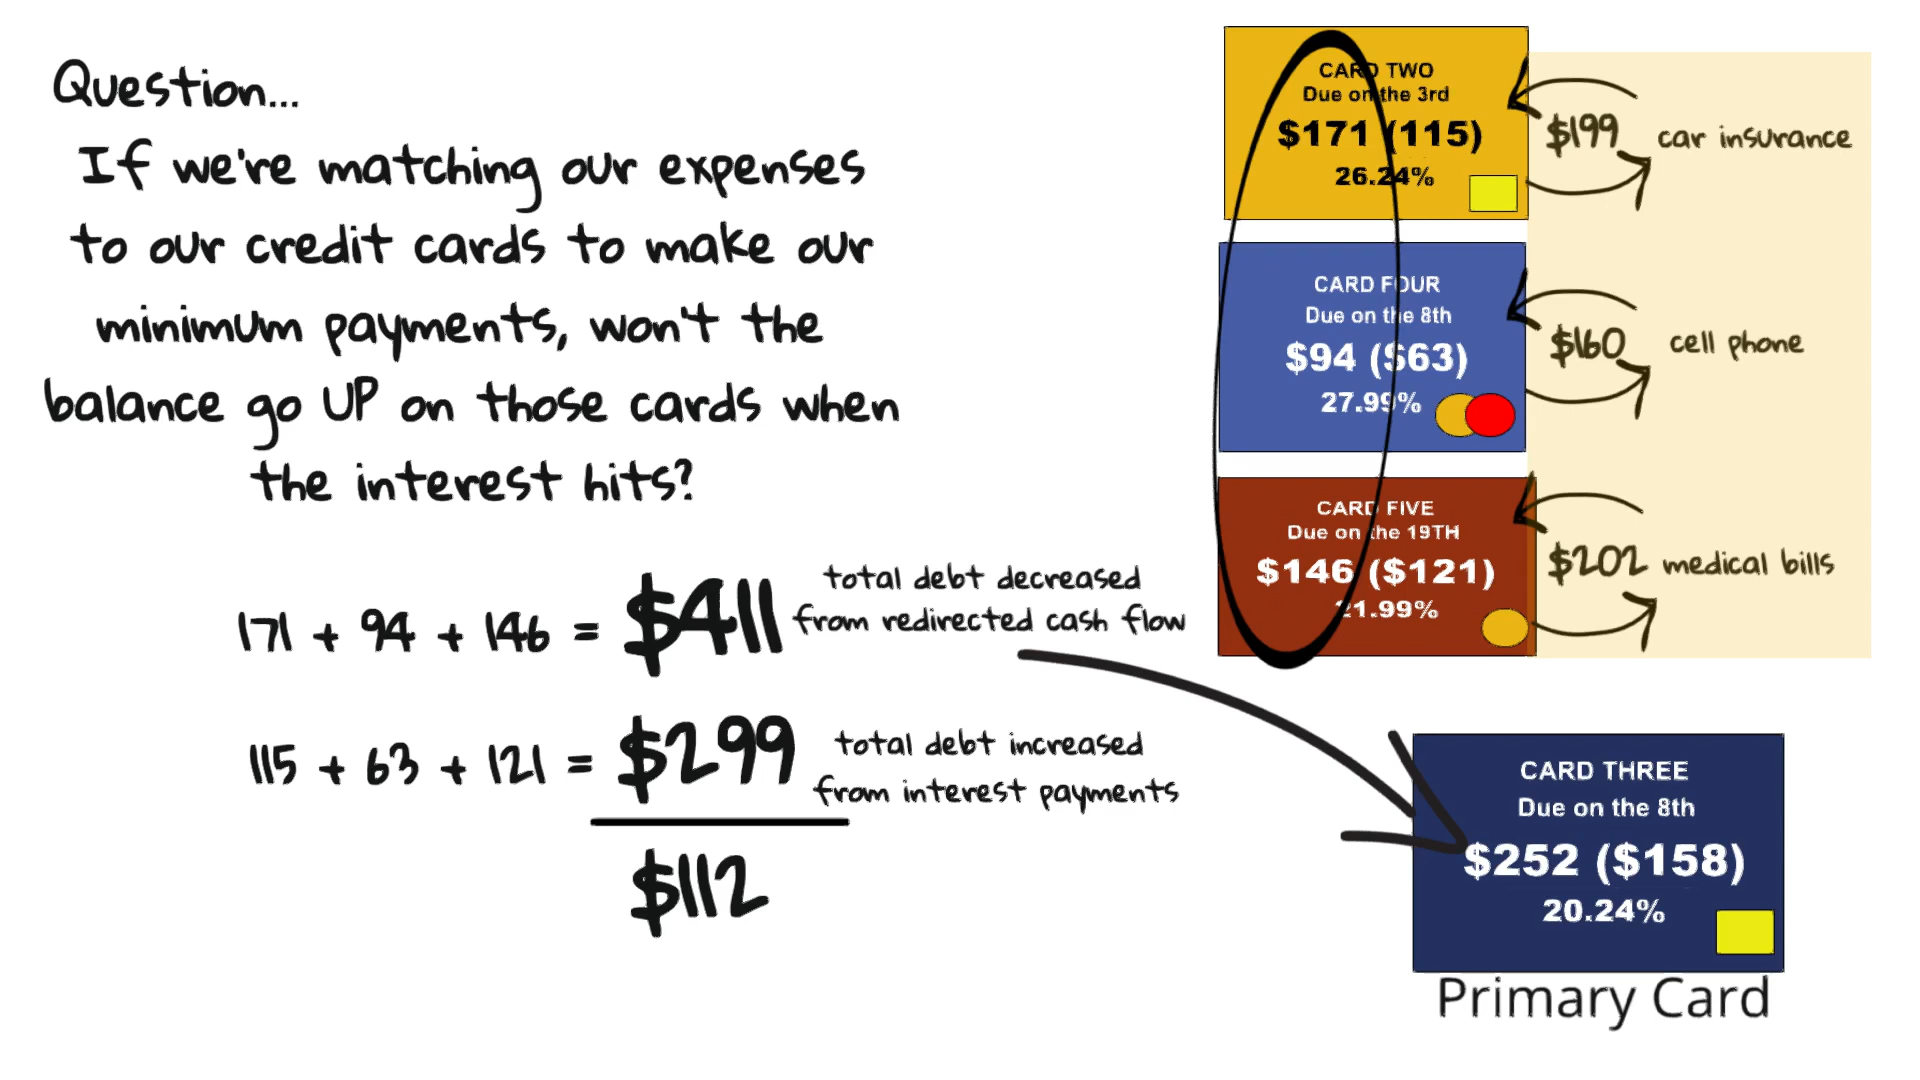 Question...
If we're matching our expenses
to our credit cards to make our
minimum payments, won't the
balance go UP on those cards when
the interest hits?
171 + 94 + 146 = $411
total debt decreased
from redirected cash flow
115 + 63 + 121 = $299
total debt increased
from interest payments
$112
CARD TWO
Due on the 3rd
$171 (115)
26.24%
$199 car insurance
CARD FOUR
Due on the 8th
$94 ($63)
27.99%
$160 cell phone
CARD FIVE
Due on the 19TH
$146 ($121)
21.99%
$202 medical bills
CARD THREE
Due on the 8th
$252 ($158)
20.24%
Primary Card